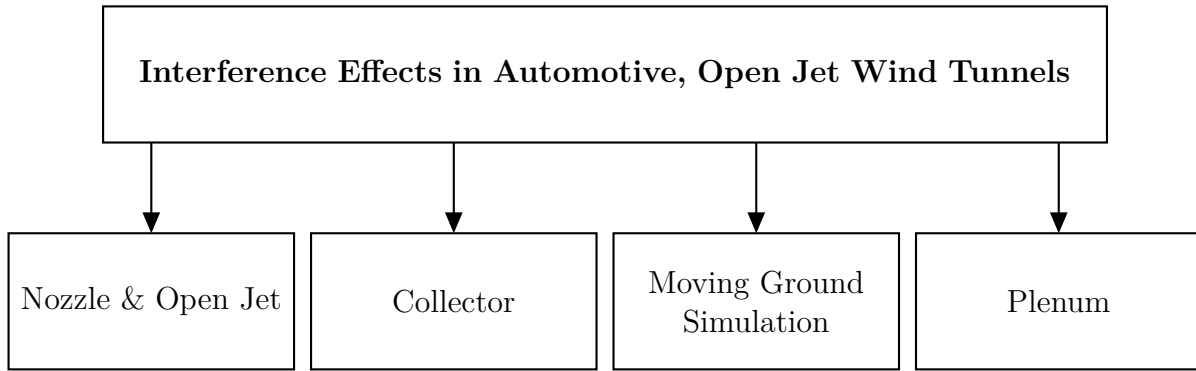 Interference Effects in Automotive, Open Jet Wind Tunnels
Nozzle & Open Jet
Collector
Moving Ground
Simulation
Plenum